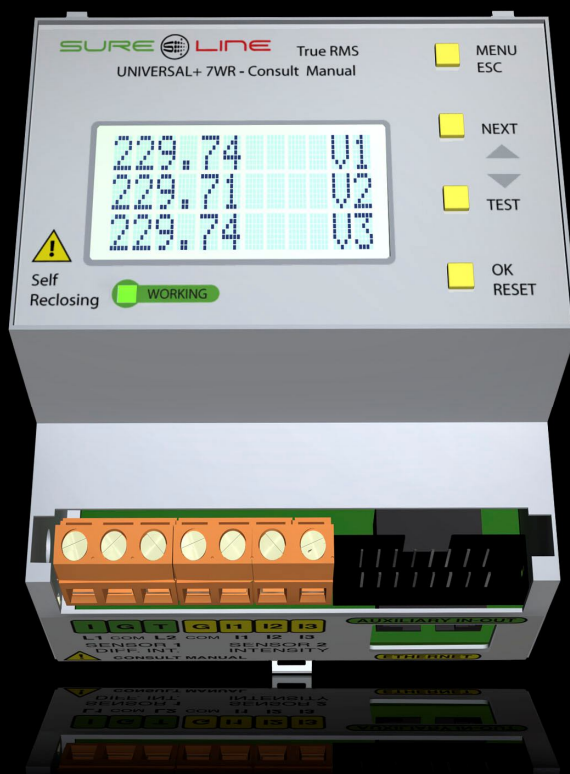 SURE LINE True RMS
UNIVERSAL+ 7WR - Consult Manual
MENU
ESC
229.74 V1
229.71 V2
229.74 V3
NEXT
TEST
OK
RESET
Self
Reclosing
WORKING
I G T G I1 I2 I3
L1 COM L2 COM I1 I2 I3
SENSOR 1 SENSOR 2
DIFF. INT. INTENSITY
CONSULT MANUAL
AUXILIARY IN-OUT
ETHERNET